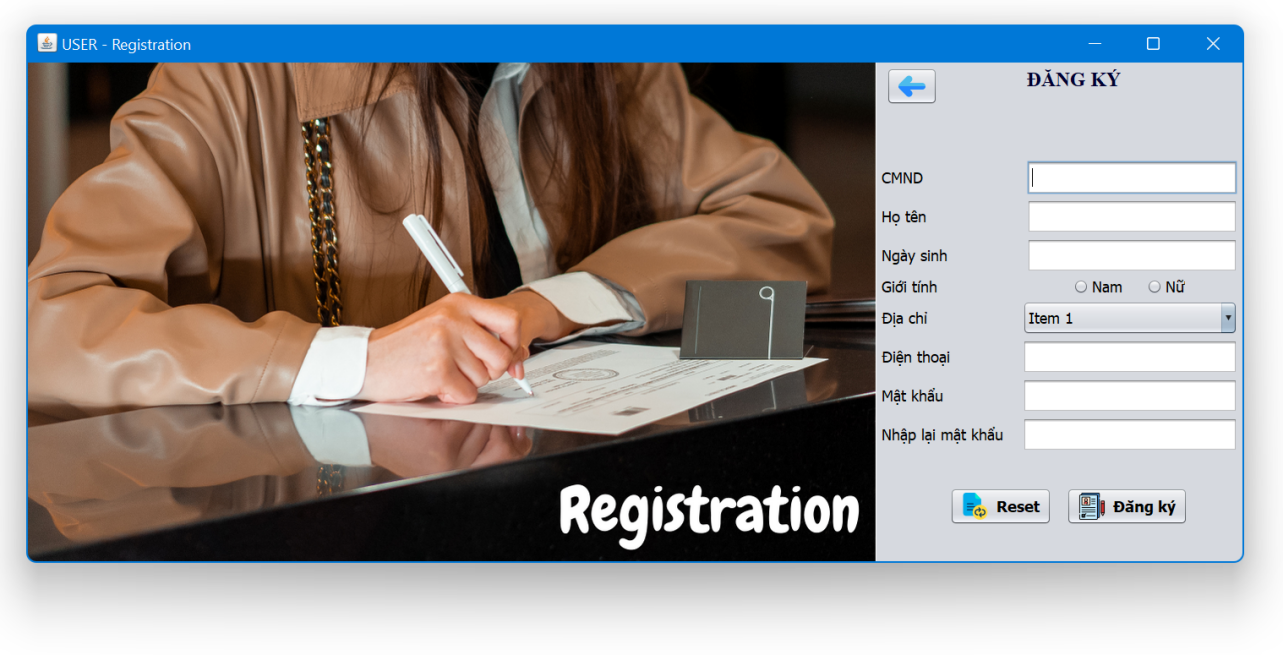 USER - Registration
ĐĂNG KÝ
CMND
Họ tên
Ngày sinh
Giới tính
Nam
Nữ
Địa chỉ
Item 1
Điện thoại
Mật khẩu
Nhập lại mật khẩu
Reset
Đăng ký
Registration